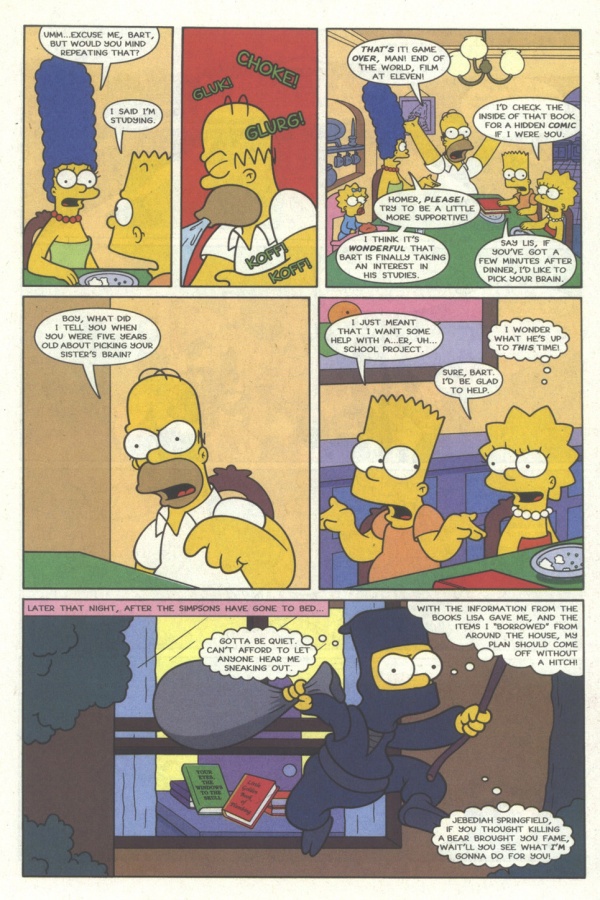 UMM...EXCUSE ME, BART,
BUT WOULD YOU MIND
REPEATING THAT?
I SAID I'M
STUDYING.
GLUK!
CHOKE!
GLURG!
KOFF!
KOFF!
THAT'S IT! GAME
OVER, MAN! END OF
THE WORLD, FILM
AT ELEVEN!
I'D CHECK THE
INSIDE OF THAT BOOK
FOR A HIDDEN COMIC
IF I WERE YOU.
HOMER, PLEASE!
TRY TO BE A LITTLE
MORE SUPPORTIVE!
I THINK IT'S
WONDERFUL THAT
BART IS FINALLY TAKING
AN INTEREST IN
HIS STUDIES.
SAY LIS, IF
YOU'VE GOT A
FEW MINUTES AFTER
DINNER, I'D LIKE TO
PICK YOUR BRAIN.
BOY, WHAT DID
I TELL YOU WHEN
YOU WERE FIVE YEARS
OLD ABOUT PICKING YOUR
SISTER'S BRAIN?
I JUST MEANT
THAT I WANT SOME
HELP WITH A...ER, UH...
SCHOOL PROJECT.
SURE, BART.
I'D BE GLAD
TO HELP.
I WONDER
WHAT HE'S UP
TO THIS TIME!
LATER THAT NIGHT, AFTER THE SIMPSONS HAVE GONE TO BED...
GOTTA BE QUIET.
CAN'T AFFORD TO LET
ANYONE HEAR ME
SNEAKING OUT.
WITH THE INFORMATION FROM THE
BOOKS LISA GAVE ME, AND THE
ITEMS I "BORROWED" FROM
AROUND THE HOUSE, MY
PLAN SHOULD COME
OFF WITHOUT
A HITCH!
YOUR
EYES:
THE
WINDOWS
TO THE
SKULL
JEBEDIAH SPRINGFIELD,
IF YOU THOUGHT KILLING
A BEAR BROUGHT YOU FAME,
WAIT'LL YOU SEE WHAT I'M
GONNA DO FOR YOU!